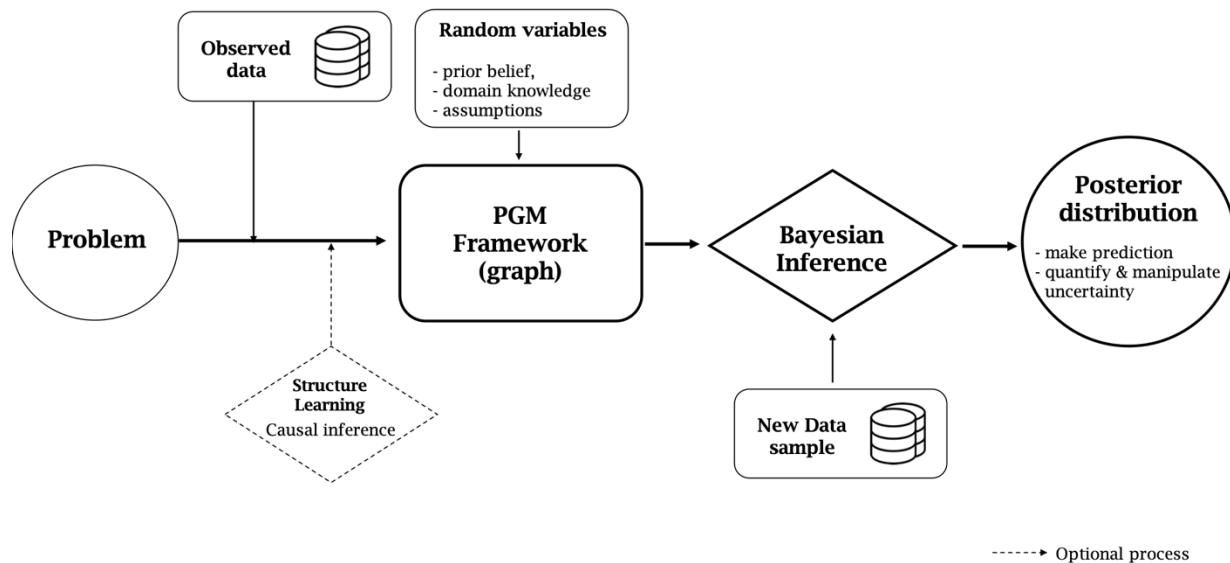 Observed
data
Random variables
- prior belief,
- domain knowledge
- assumptions
Problem
PGM
Framework
(graph)
Bayesian
Inference
Posterior
distribution
- make prediction
- quantify & manipulate
uncertainty
Structure
Learning
Causal inference
New Data
sample
Optional process